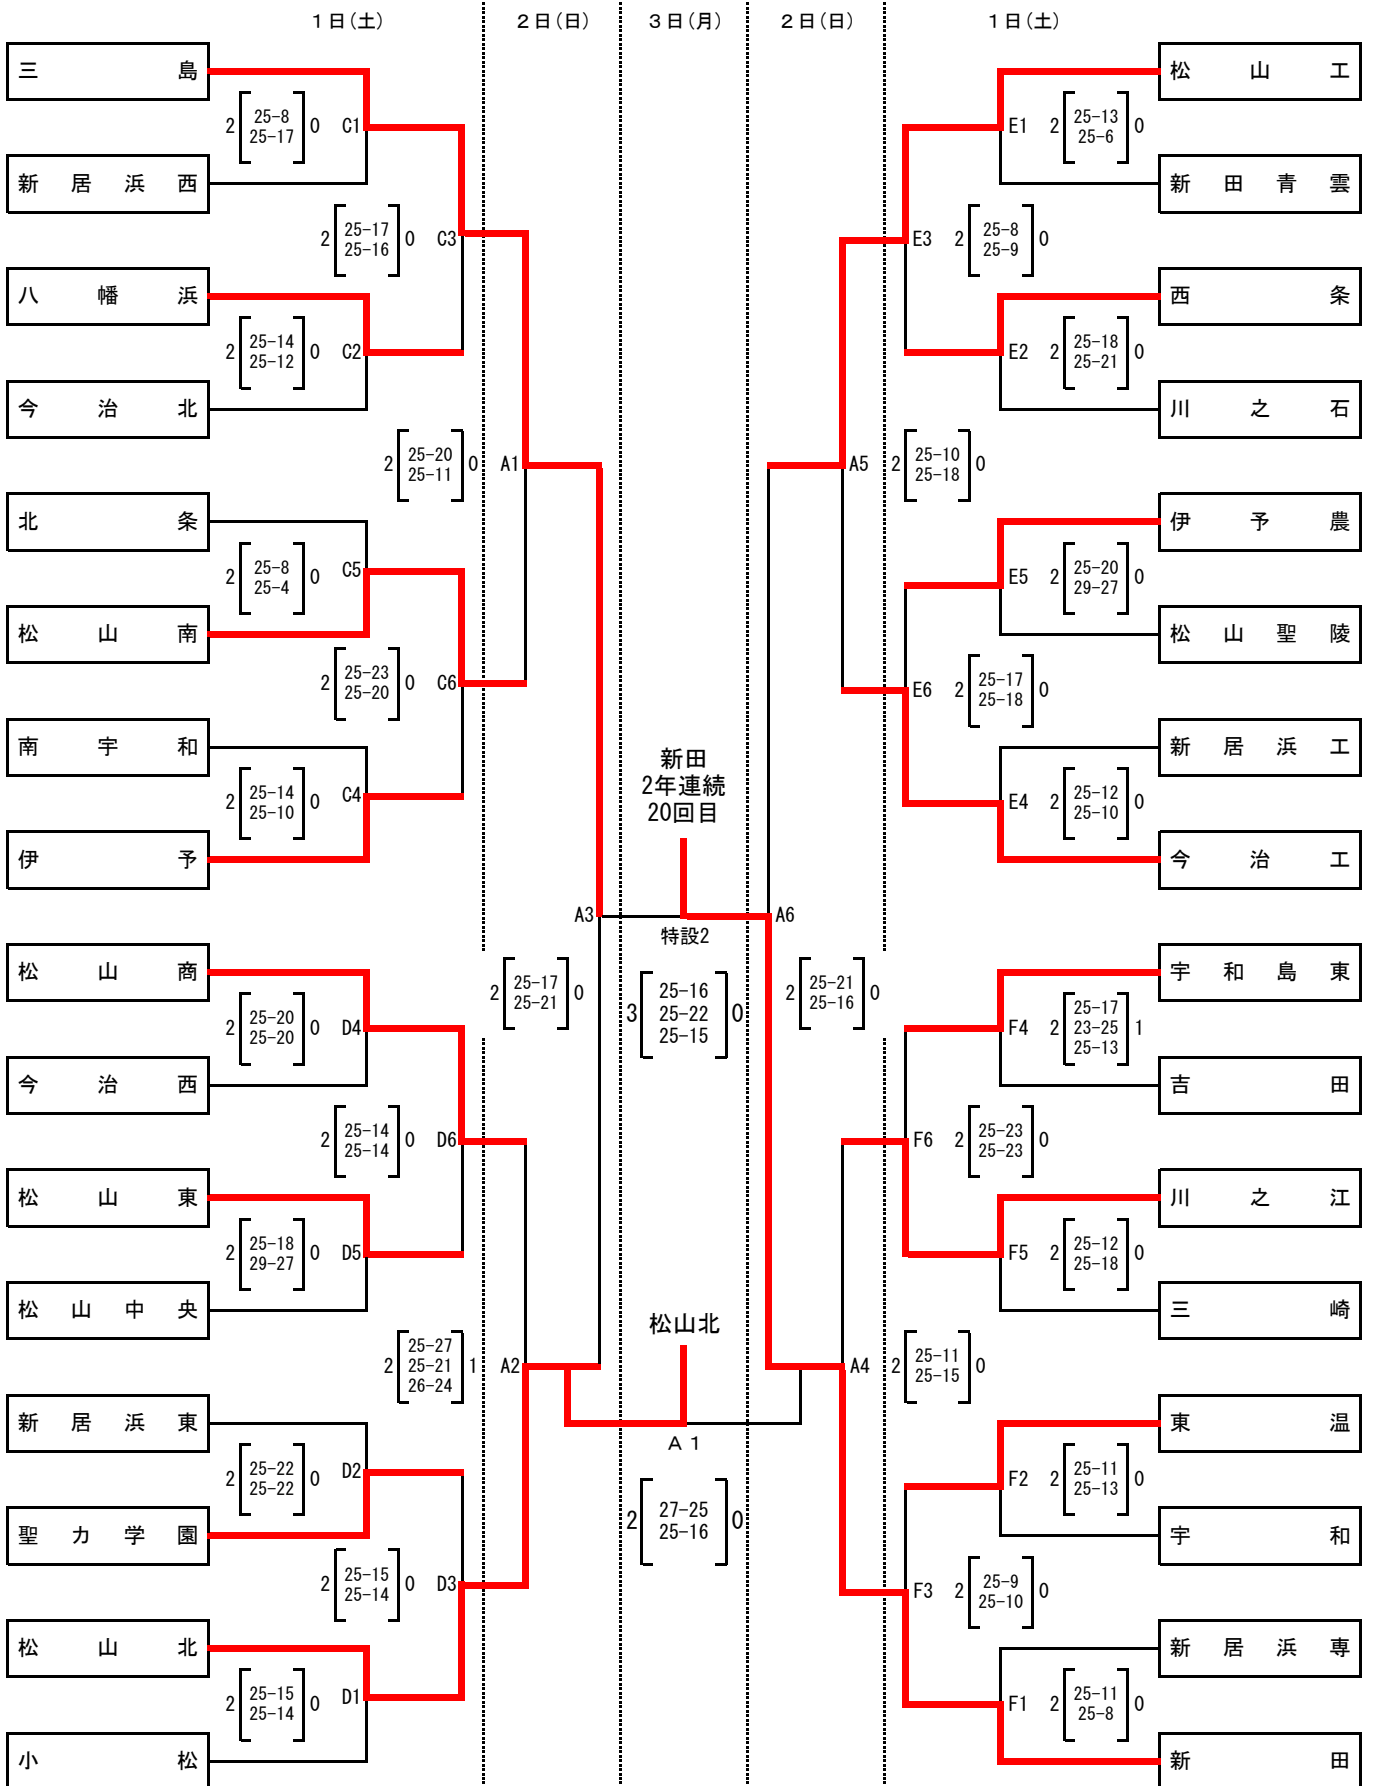 1日(土)
2日(日)
3日(月)
2日(日)
1日(土)
三島
2 25-8 0 C1
25-17
新居浜西
2 25-17 0 C3
25-16
八幡浜
2 25-14 0 C2
25-12
今治北
2 25-20 0 A1
25-11
北条
2 25-8 0 C5
25-4
松山南
2 25-23 0 C6
25-20
南宇和
2 25-14 0 C4
25-10
伊予
A3
2 25-17 0
25-21
松山商
2 25-20 0 D4
25-20
今治西
2 25-14 0 D6
25-14
松山東
2 25-18 0 D5
29-27
松山中央
25-27
2 25-21 1 A2
26-24
新居浜東
2 25-22 0 D2
25-22
聖カ学園
2 25-15 0 D3
25-14
松山北
2 25-15 0 D1
25-14
小松
新田
2年連続
20回目
特設2
25-16
3 25-22 0
25-15
松山北
A 1
2 27-25 0
25-16
松山工
E1 2 25-13 0
25-6
新田青雲
E3 2 25-8 0
25-9
西条
E2 2 25-18 0
25-21
川之石
A5 2 25-10 0
25-18
伊予農
E5 2 25-20 0
29-27
松山聖陵
E6 2 25-17 0
25-18
新居浜工
E4 2 25-12 0
25-10
今治工
A6
2 25-21 0
25-16
宇和島東
25-17
F4 2 23-25 1
25-13
吉田
F6 2 25-23 0
25-23
川之江
F5 2 25-12 0
25-18
三崎
A4 2 25-11 0
25-15
東温
F2 2 25-11 0
25-13
宇和
F3 2 25-9 0
25-10
新居浜専
F1 2 25-11 0
25-8
新田